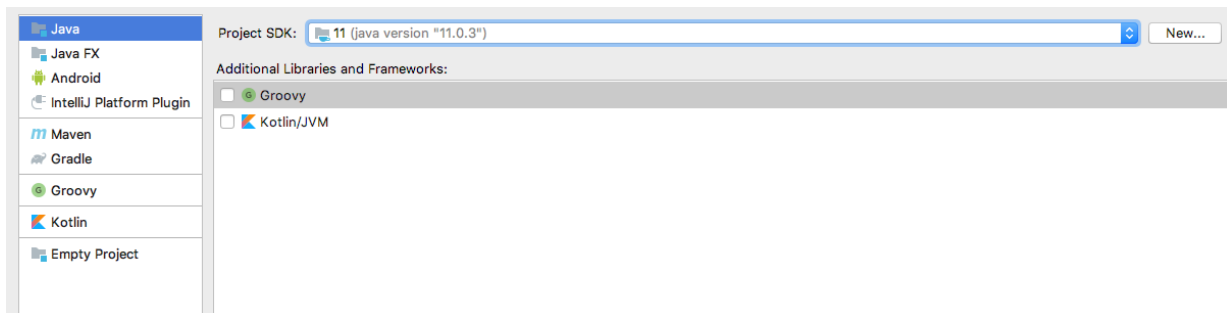 Java
Java FX
Android
IntelliJ Platform Plugin
Maven
Gradle
Groovy
Kotlin
Empty Project
Project SDK: 11 (java version "11.0.3") New...
Additional Libraries and Frameworks:
Groovy
Kotlin/JVM